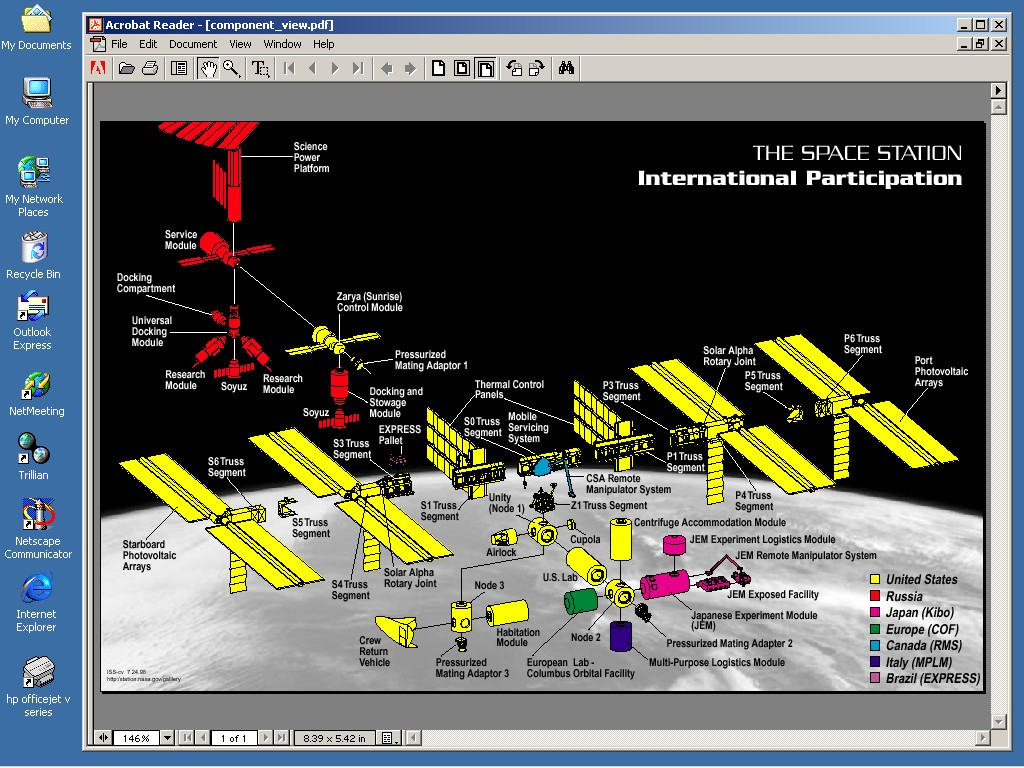 Acrobat Reader - [component_view.pdf]
File Edit Document View Window Help
My Documents
My Computer
My Network
Places
Recycle Bin
Outlook
Express
NetMeeting
Trillian
Netscape
Communicator
Internet
Explorer
hp officejet v
series
THE SPACE STATION
International Participation
Science
Power
Platform
Service
Module
Docking
Compartment
Universal
Docking
Module
Research
Module
Soyuz
Research
Module
Zarya (Sunrise)
Control Module
Pressurized
Mating Adaptor 1
Docking and
Stowage
Module
Soyuz
EXPRESS
Pallet
Thermal Control
Panels
S0 Truss
Segment
Mobile
Servicing
System
P3 Truss
Segment
Solar Alpha
Rotary Joint
P5 Truss
Segment
P6 Truss
Segment
Port
Photovoltaic
Arrays
S3 Truss
Segment
S6 Truss
Segment
S5 Truss
Segment
Starboard
Photovoltaic
Arrays
S4 Truss
Segment
Solar Alpha
Rotary Joint
S1 Truss
Segment
Unity
(Node 1)
P1 Truss
Segment
CSA Remote
Manipulator System
Z1 Truss Segment
P4 Truss
Segment
Airlock
Cupola
Centrifuge Accommodation Module
JEM Experiment Logistics Module
JEM Remote Manipulator System
U.S. Lab
Node 3
JEM Exposed Facility
Japanese Experiment Module
(JEM)
Habitation
Module
Node 2
Pressurized Mating Adapter 2
Crew
Return
Vehicle
Pressurized
Mating Adaptor 3
European Lab -
Columbus Orbital Facility
Multi-Purpose Logistics Module
United States
Russia
Japan (Kibo)
Europe (COF)
Canada (RMS)
Italy (MPLM)
Brazil (EXPRESS)
146%
1 of 1
8.39 x 5.42 in